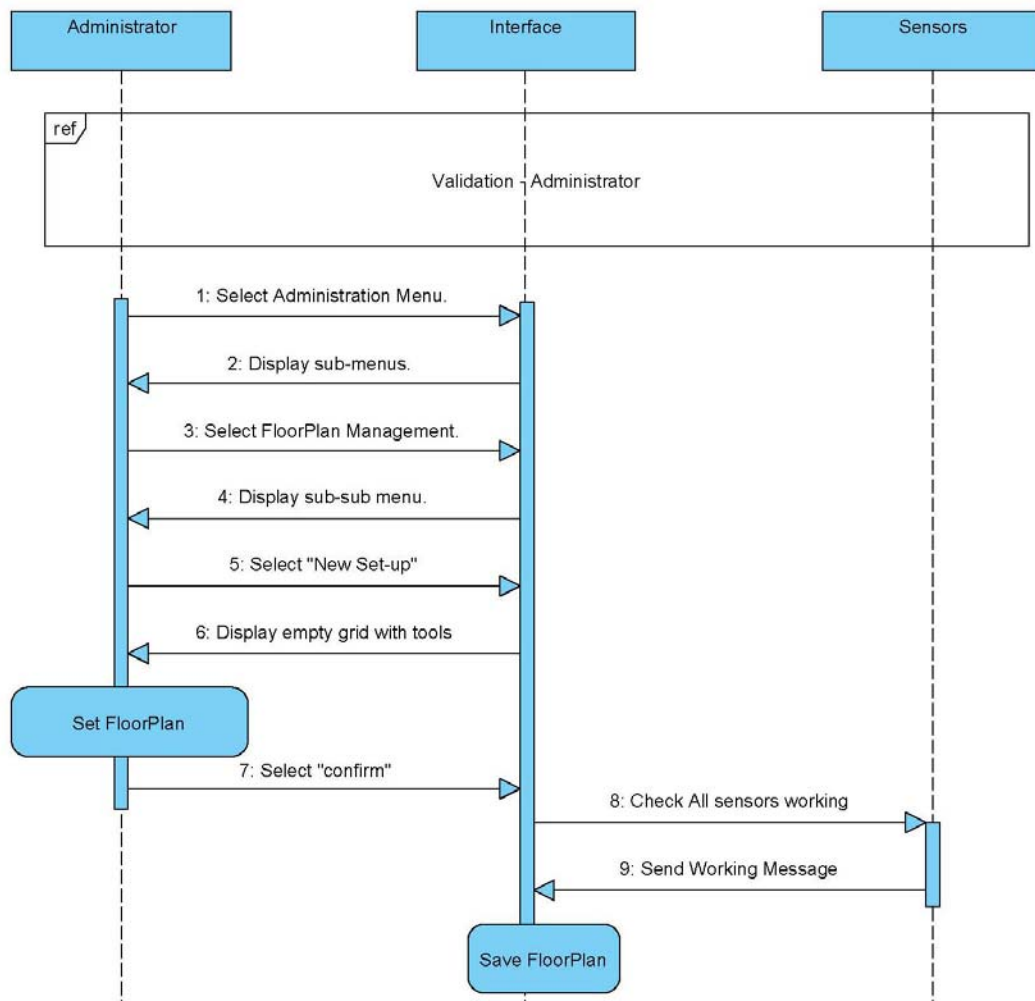 Administrator
Interface
Sensors
ref
Validation - Administrator
1: Select Administration Menu.
2: Display sub-menus.
3: Select FloorPlan Management.
4: Display sub-sub menu.
5: Select "New Set-up"
6: Display empty grid with tools
Set FloorPlan
7: Select "confirm"
8: Check All sensors working
9: Send Working Message
Save FloorPlan